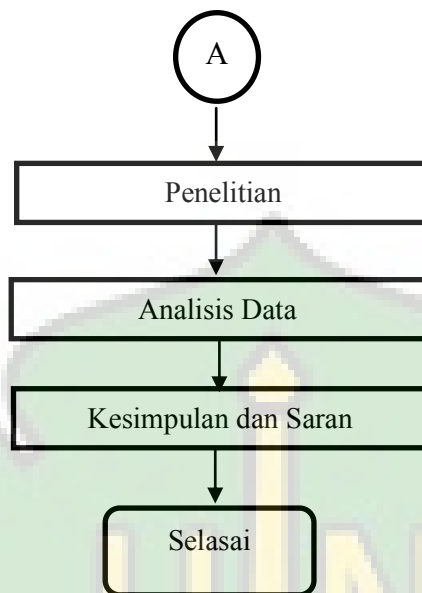 A
Penelitian
Analisis Data
Kesimpulan dan Saran
Selasai